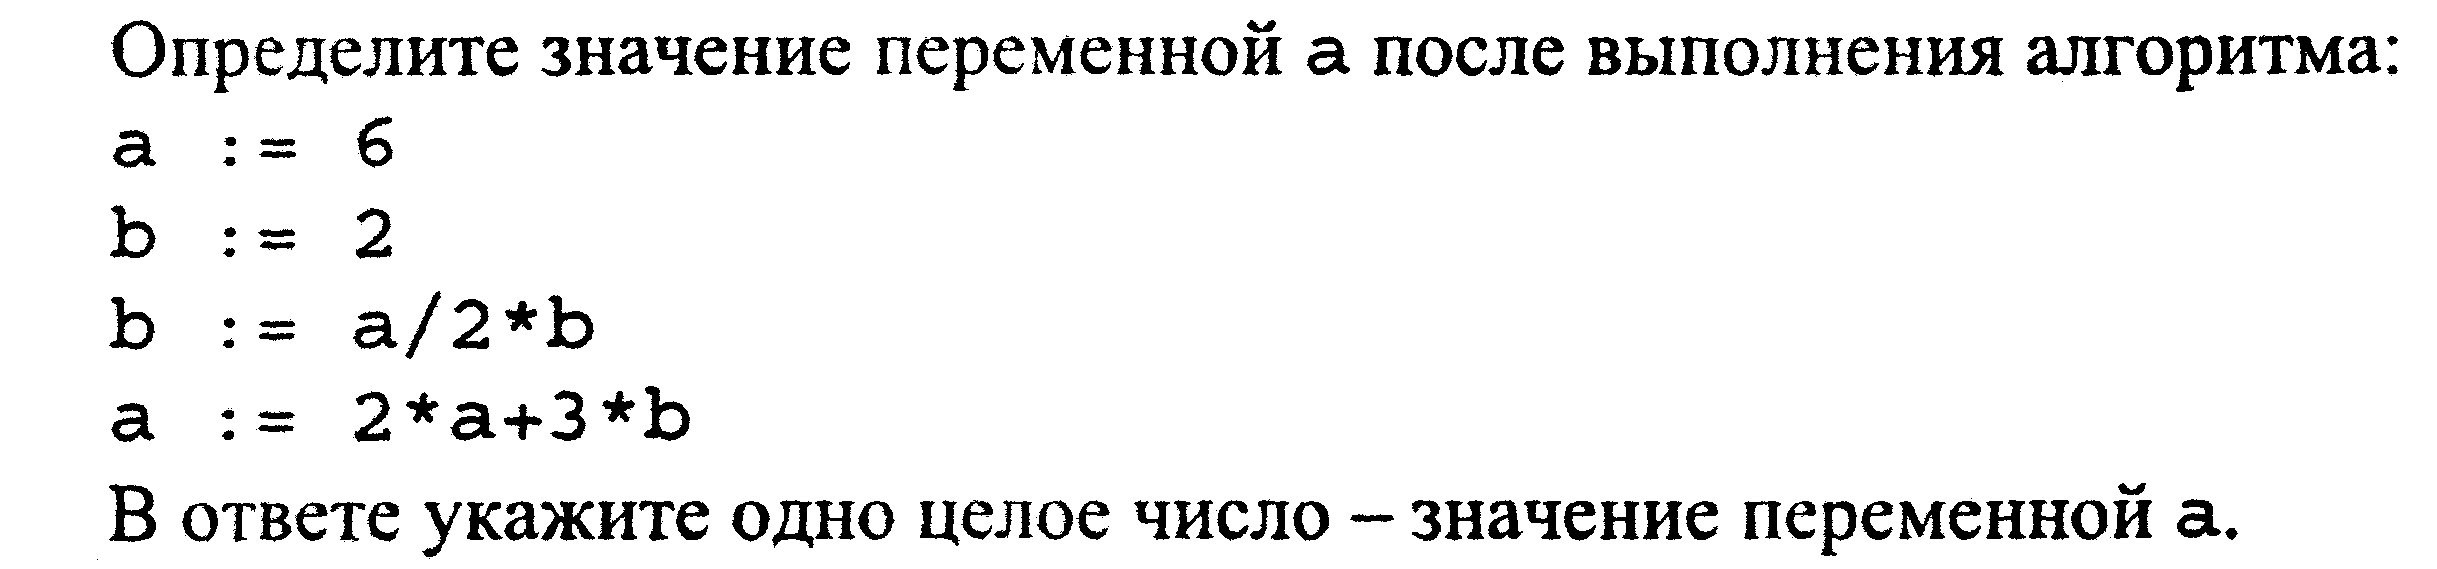 Определите значение переменной a после выполнения алгоритма:
a := 6
b := 2
b := a/2*b
a := 2*a+3*b
В ответе укажите одно целое число – значение переменной a.